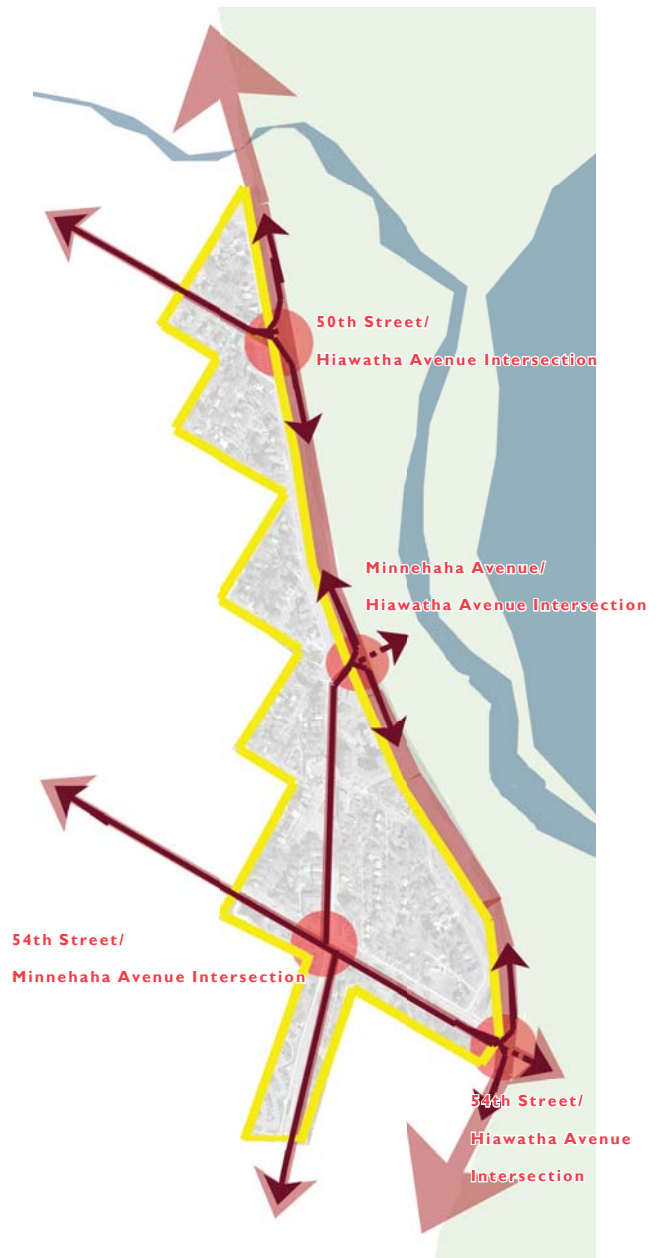 50th Street/
Hiawatha Avenue Intersection
Minnehaha Avenue/
Hiawatha Avenue Intersection
54th Street/
Minnehaha Avenue Intersection
54th Street/
Hiawatha Avenue
Intersection